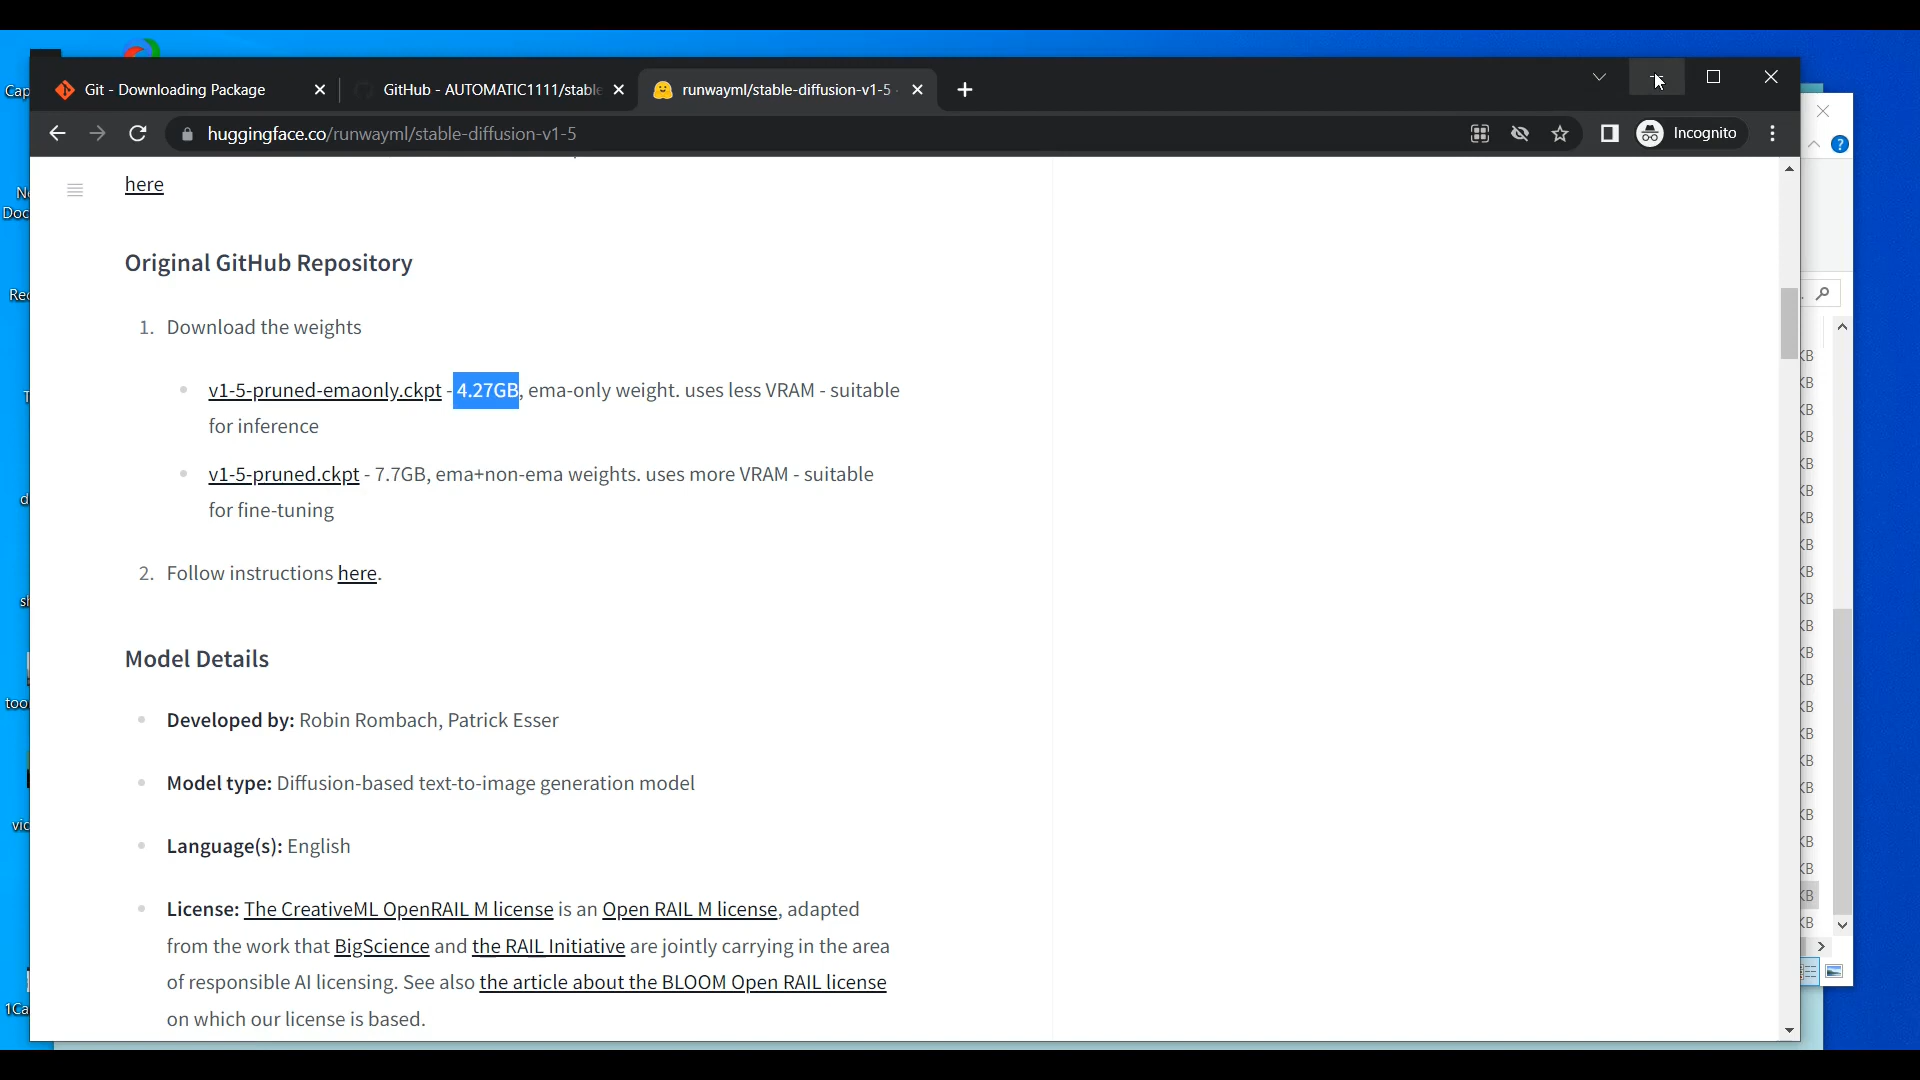 Git - Downloading Package
GitHub - AUTOMATIC1111/stable
runwayml/stable-diffusion-v1-5
huggingface.co/runwayml/stable-diffusion-v1-5
Incognito
here
Original GitHub Repository
1. Download the weights
v1-5-pruned-emaonly.ckpt - 4.27GB, ema-only weight. uses less VRAM - suitable
for inference
v1-5-pruned.ckpt - 7.7GB, ema+non-ema weights. uses more VRAM - suitable
for fine-tuning
2. Follow instructions here.
Model Details
Developed by: Robin Rombach, Patrick Esser
Model type: Diffusion-based text-to-image generation model
Language(s): English
License: The CreativeML OpenRAIL M license is an Open RAIL M license, adapted
from the work that BigScience and the RAIL Initiative are jointly carrying in the area
of responsible AI licensing. See also the article about the BLOOM Open RAIL license
on which our license is based.